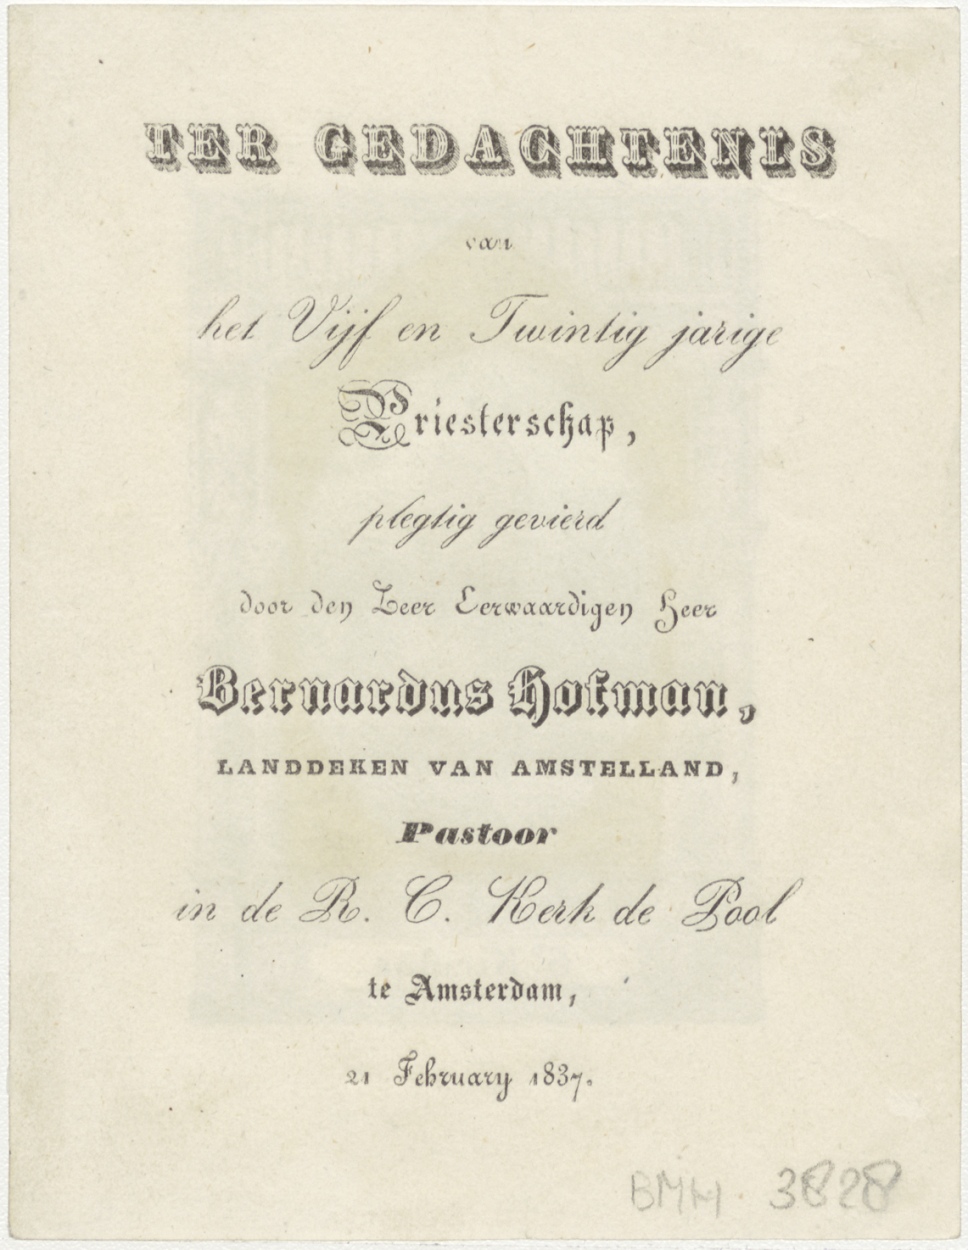 TER GEDACHTENIS
van
het Vijf en Twintig jarige
Priesterschap,
plegtig gevierd
door den Zeer Eerwaardigen Heer
Bernardus Hofman,
LANDDEKEN VAN AMSTELLAND,
Pastoor
in de R. C. Kerk de Pool
te Amsterdam,
21 February 1837.
BMH 3828